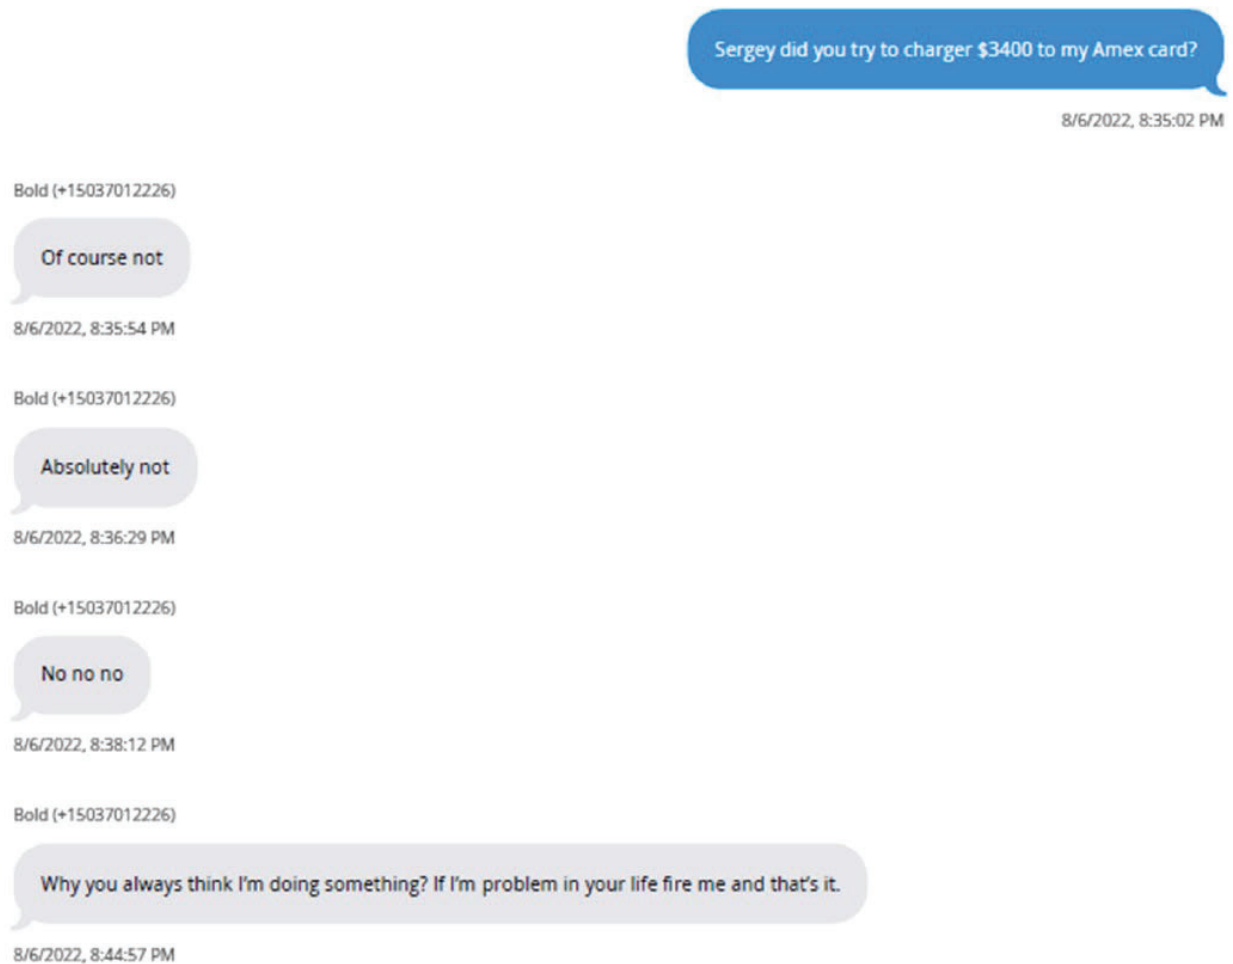 Sergey did you try to charger $3400 to my Amex card?
8/6/2022, 8:35:02 PM
Bold (+15037012226)
Of course not
8/6/2022, 8:35:54 PM
Bold (+15037012226)
Absolutely not
8/6/2022, 8:36:29 PM
Bold (+15037012226)
No no no
8/6/2022, 8:38:12 PM
Bold (+15037012226)
Why you always think I'm doing something? If I'm problem in your life fire me and that's it.
8/6/2022, 8:44:57 PM